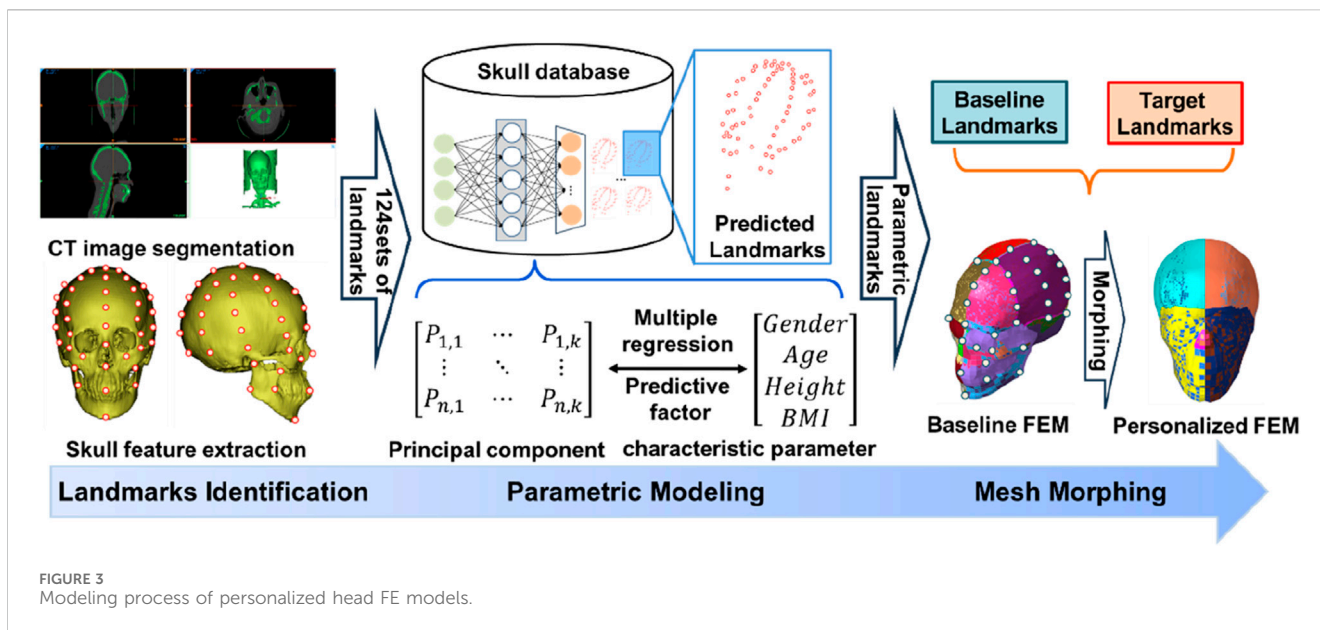 CT image segmentation
Skull feature extraction
124sets of
landmarks
Skull database
Predicted
Landmarks
[P1,1 ⋯ P1,k
⋮ ⋱ ⋮
Pn,1 ⋯ Pn,k]
Principal component
Multiple
regression
Predictive
factor
[Gender
Age
Height
BMI]
characteristic parameter
Parametric
landmarks
Baseline
Landmarks
Target
Landmarks
Baseline FEM
Morphing
Personalized FEM
Landmarks Identification
Parametric Modeling
Mesh Morphing
FIGURE 3
Modeling process of personalized head FE models.